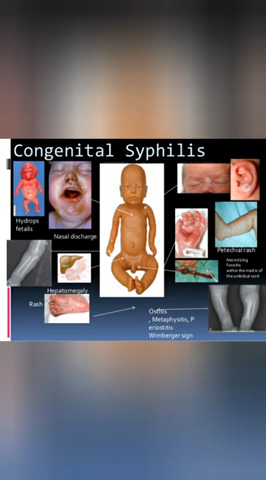 Congenital Syphilis
Hydrops
fetalis
Nasal discharge
Petechial rash
Necrotizing
funisitis
within the matrix of
the umbilical cord
Hepatomegaly
Rash
Osititis
, Metaphysitis, P
eriostitis
Wimberger sign